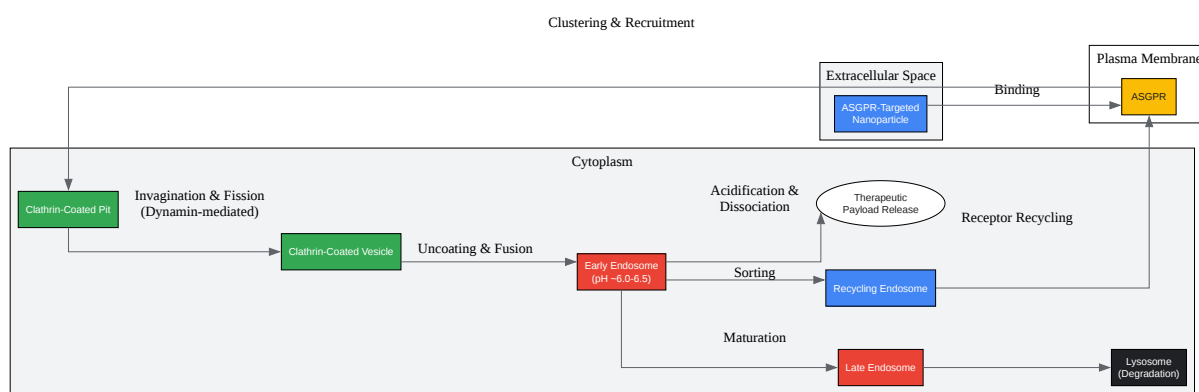 Clustering & Recruitment
Plasma Membrane
Extracellular Space
ASGPR
Binding
ASGPR-Targeted
Nanoparticle
Cytoplasm
Invagination & Fission
(Dynamin-mediated)
Clathrin-Coated Pit
Acidification &
Dissociation
Therapeutic
Payload Release
Receptor Recycling
Clathrin-Coated Vesicle
Uncoating & Fusion
Early Endosome
(pH ~6.0-6.5)
Sorting
Recycling Endosome
Maturation
Late Endosome
Lysosome
(Degradation)